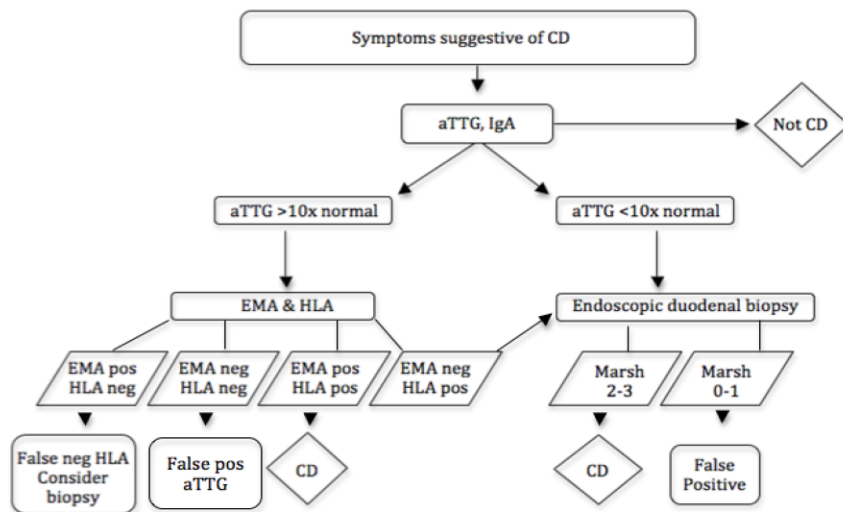 Symptoms suggestive of CD
aTTG, IgA
Not CD
aTTG >10x normal
aTTG <10x normal
EMA & HLA
Endoscopic duodenal biopsy
EMA pos
HLA neg
EMA neg
HLA neg
EMA pos
HLA pos
EMA neg
HLA pos
Marsh
2-3
Marsh
0-1
False neg HLA
Consider
biopsy
False pos
aTTG
CD
CD
False
Positive